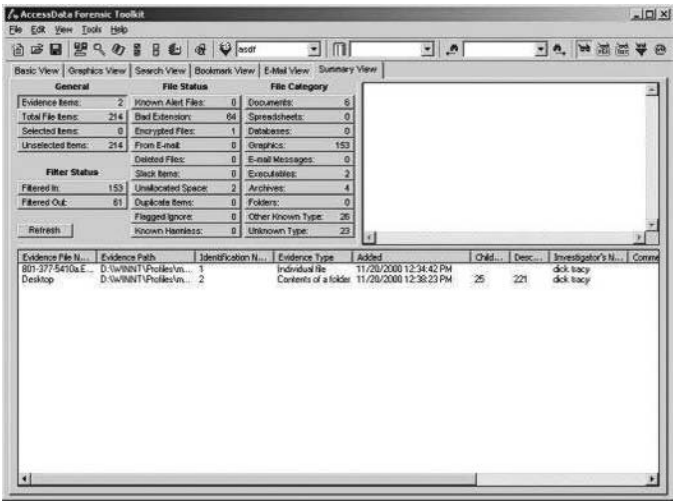 AccessData Forensic Toolkit
File Edit View Tools Help
asdf
Basic View Graphics View Search View Bookmark View E-Mail View Summary View
General File Status File Category
Evidence Items: 2 Known Alert Files: 0 Documents: 6
Total File Items: 214 Bad Extension: 64 Spreadsheets: 0
Selected Items: 0 Encrypted Files: 1 Databases: 0
Unselected Items: 214 From E-mail: 0 Graphics: 153
Deleted Files: 0 E-mail Messages: 0
Filter Status Slack Items: 0 Executables: 2
Filtered In: 153 Unallocated Space: 2 Archives: 4
Filtered Out: 61 Duplicate Items: 0 Folders: 0
Flagged Ignore: 0 Other Known Type: 26
Refresh Known Harmless: 0 Unknown Type: 23
Evidence File N... Evidence Path Identification N... Evidence Type Added Child... Desc... Investigator's N... Comme
801-377-5410a.E... D:\WINNT\Profiles\m... 1 Individual file 11/20/2000 12:34:42 PM dick tracy
Desktop D:\WINNT\Profiles\m... 2 Contents of a folder 11/20/2000 12:38:23 PM 25 221 dick tracy